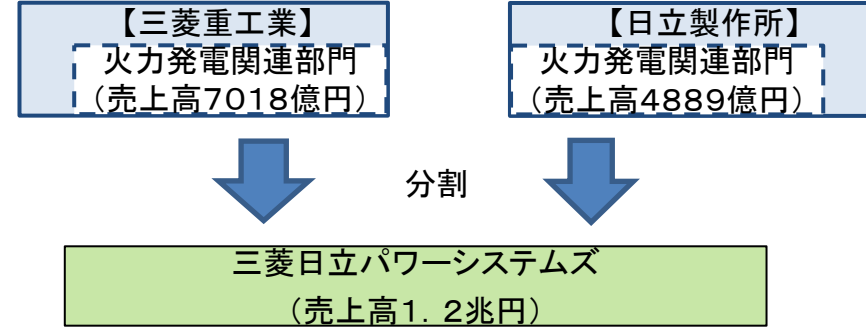 【三菱重工業】
火力発電関連部門
（売上高7018億円）
【日立製作所】
火力発電関連部門
（売上高4889億円）
分割
三菱日立パワーシステムズ
（売上高1．2兆円）